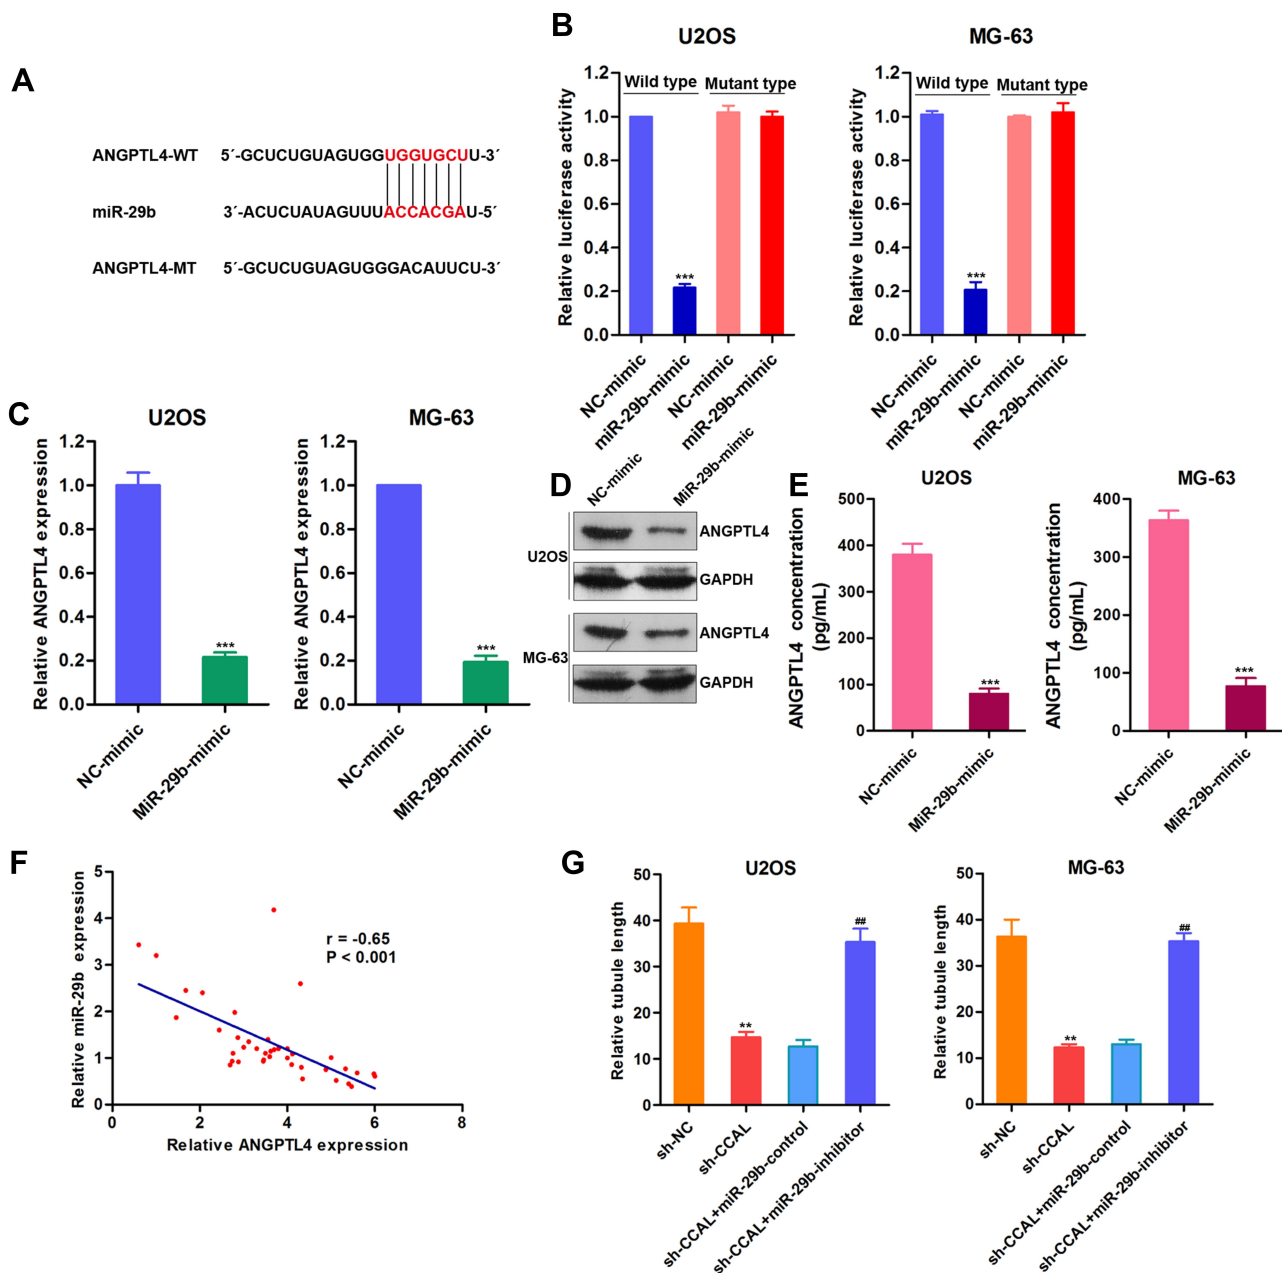 A
ANGPTL4-WT 5´-GCUCUGUAGUGGUGGUGCUU-3´
miR-29b 3´-ACUCUAUAGUUUACCACGAU-5´
ANGPTL4-MT 5´-GCUCUGUAGUGGGACAUUCU-3´
B
U2OS
Relative luciferase activity
1.2
1.0
0.8
0.6
0.4
0.2
0.0
Wild type
Mutant type
***
NC-mimic
miR-29b-mimic
NC-mimic
miR-29b-mimic
MG-63
Relative luciferase activity
1.2
1.0
0.8
0.6
0.4
0.2
0.0
Wild type
Mutant type
***
NC-mimic
miR-29b-mimic
NC-mimic
miR-29b-mimic
C
U2OS
Relative ANGPTL4 expression
1.2
1.0
0.8
0.6
0.4
0.2
0.0
***
NC-mimic
MiR-29b-mimic
MG-63
Relative ANGPTL4 expression
1.2
1.0
0.8
0.6
0.4
0.2
0.0
***
NC-mimic
MiR-29b-mimic
D
NC-mimic
MiR-29b-mimic
U2OS
ANGPTL4
GAPDH
MG-63
ANGPTL4
GAPDH
E
U2OS
ANGPTL4 concentration
(pg/mL)
500
400
300
200
100
0
***
NC-mimic
MiR-29b-mimic
MG-63
ANGPTL4 concentration
(pg/mL)
400
300
200
100
0
***
NC-mimic
MiR-29b-mimic
F
Relative miR-29b expression
5
4
3
2
1
0
r = -0.65
P < 0.001
0 2 4 6 8
Relative ANGPTL4 expression
G
U2OS
Relative tubule length
50
40
30
20
10
0
**
##
sh-NC
sh-CCAL
sh-CCAL+miR-29b-control
sh-CCAL+miR-29b-inhibitor
MG-63
Relative tubule length
50
40
30
20
10
0
**
##
sh-NC
sh-CCAL
sh-CCAL+miR-29b-control
sh-CCAL+miR-29b-inhibitor